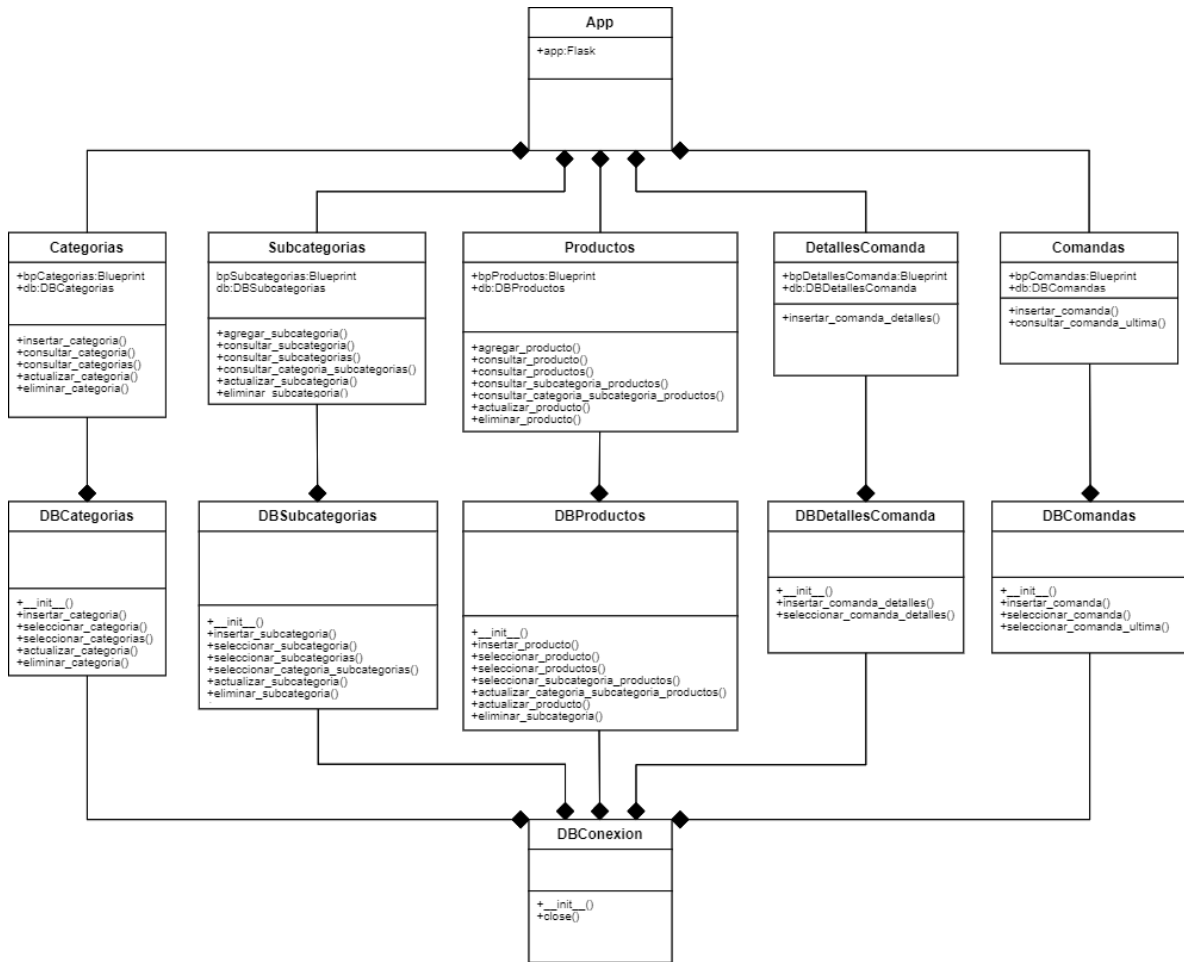 App
+app:Flask
Categorias
+bpCategorias:Blueprint
+db:DBCategorias
+insertar_categoria()
+consultar_categoria()
+consultar_categorias()
+actualizar_categoria()
+eliminar_categoria()
Subcategorias
bpSubcategorias:Blueprint
db:DBSubcategorias
+agregar_subcategoria()
+consultar_subcategoria()
+consultar_subcategorias()
+consultar_categoria_subcategorias()
+actualizar_subcategoria()
+eliminar_subcategoria()
Productos
+bpProductos:Blueprint
+db:DBProductos
+agregar_producto()
+consultar_producto()
+consultar_productos()
+consultar_subcategoria_productos()
+consultar_categoria_subcategoria_productos()
+actualizar_producto()
+eliminar_producto()
DetallesComanda
+bpDetallesComanda:Blueprint
+db:DBDetallesComanda
+insertar_comanda_detalles()
Comandas
+bpComandas:Blueprint
+db:DBComandas
+insertar_comanda()
+consultar_comanda_ultima()
DBCategorias
+__init__()
+insertar_categoria()
+seleccionar_categoria()
+seleccionar_categorias()
+actualizar_categoria()
+eliminar_categoria()
DBSubcategorias
+__init__()
+insertar_subcategoria()
+seleccionar_subcategoria()
+seleccionar_subcategorias()
+seleccionar_categoria_subcategorias()
+actualizar_subcategoria()
+eliminar_subcategoria()
DBProductos
+__init__()
+insertar_producto()
+seleccionar_producto()
+seleccionar_productos()
+seleccionar_subcategoria_productos()
+actualizar_categoria_subcategoria_productos()
+actualizar_producto()
+eliminar_subcategoria()
DBDetallesComanda
+__init__()
+insertar_comanda_detalles()
+seleccionar_comanda_detalles()
DBComandas
+__init__()
+insertar_comanda()
+seleccionar_comanda()
+seleccionar_comanda_ultima()
DBConexion
+__init__()
+close()